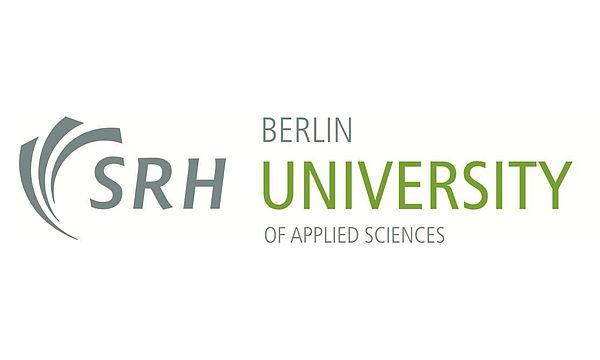 SRH
BERLIN
UNIVERSITY
OF APPLIED SCIENCES